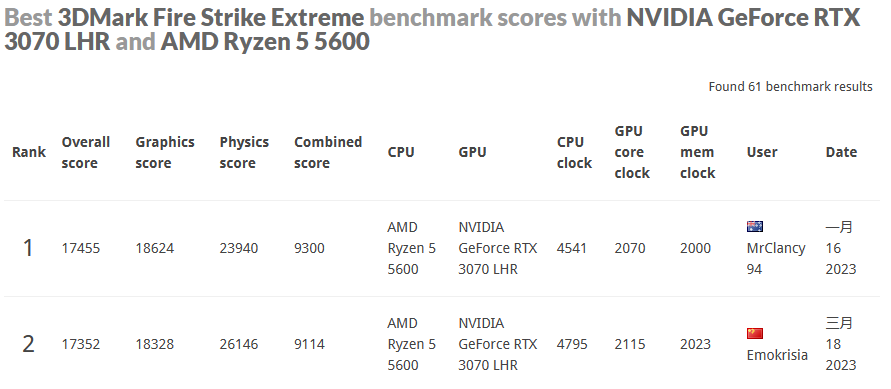 Best 3DMark Fire Strike Extreme benchmark scores with NVIDIA GeForce RTX
3070 LHR and AMD Ryzen 5 5600
Found 61 benchmark results
Rank Overall score Graphics score Physics score Combined score CPU GPU CPU clock GPU core clock GPU mem clock User Date
1 17455 18624 23940 9300 AMD Ryzen 5 5600 NVIDIA GeForce RTX 3070 LHR 4541 2070 2000 MrClancy 94 一月 16 2023
2 17352 18328 26146 9114 AMD Ryzen 5 5600 NVIDIA GeForce RTX 3070 LHR 4795 2115 2023 Emokrisia 三月 18 2023